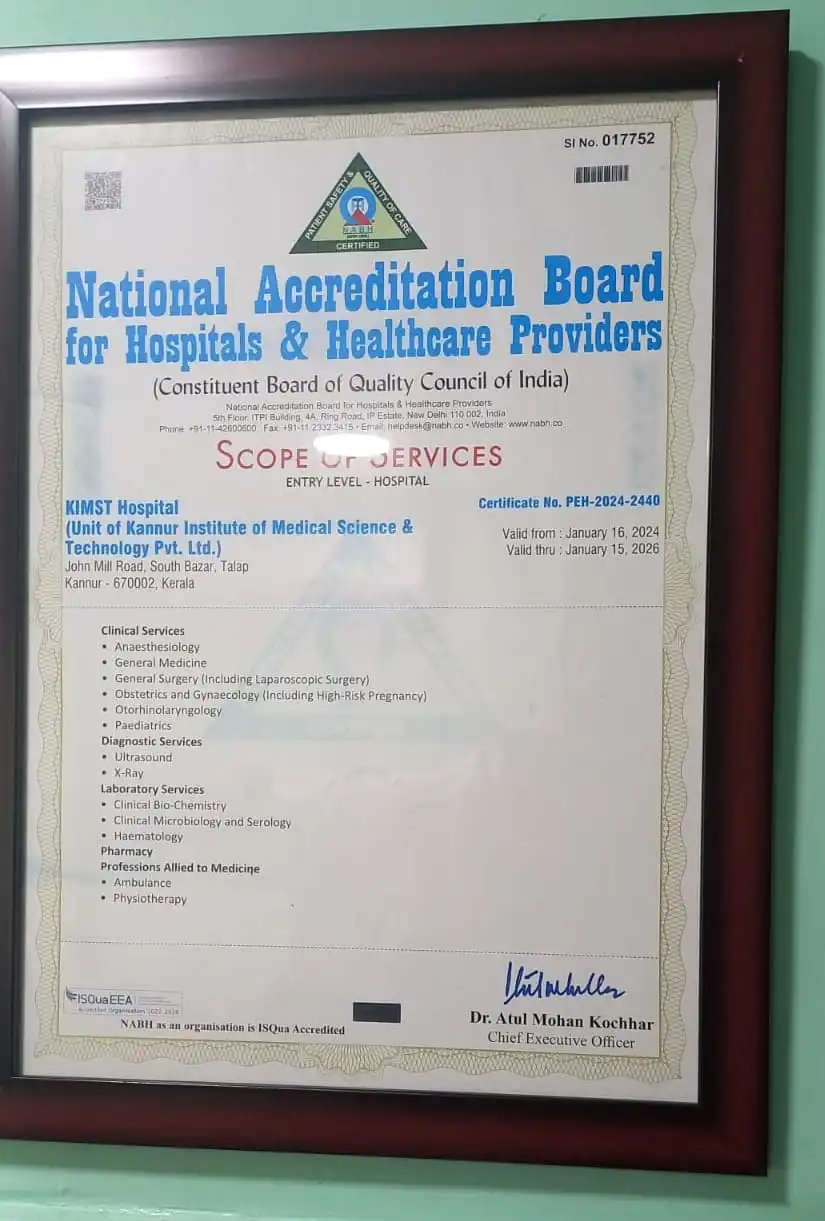 SI No. 017752
PATIENT SAFETY & QUALITY OF CARE
NABH
CERTIFIED
National Accreditation Board
for Hospitals & Healthcare Providers
(Constituent Board of Quality Council of India)
National Accreditation Board for Hospitals & Healthcare Providers
5th Floor, ITPI Building, 4A, Ring Road, IP Estate, New Delhi 110 002, India
Phone: +91-11-42600600, Fax: +91-11 2332 3415 • Email: helpdesk@nabh.co • Website: www.nabh.co
SCOPE OF SERVICES
ENTRY LEVEL - HOSPITAL
KIMST Hospital
(Unit of Kannur Institute of Medical Science &
Technology Pvt. Ltd.)
John Mill Road, South Bazar, Talap
Kannur - 670002, Kerala
Certificate No. PEH-2024-2440
Valid from : January 16, 2024
Valid thru : January 15, 2026
Clinical Services
• Anaesthesiology
• General Medicine
• General Surgery (Including Laparoscopic Surgery)
• Obstetrics and Gynaecology (Including High-Risk Pregnancy)
• Otorhinolaryngology
• Paediatrics
Diagnostic Services
• Ultrasound
• X-Ray
Laboratory Services
• Clinical Bio-Chemistry
• Clinical Microbiology and Serology
• Haematology
Pharmacy
Professions Allied to Medicine
• Ambulance
• Physiotherapy
ISQuaEEA
NABH as an organisation is ISQua Accredited
Dr. Atul Mohan Kochhar
Chief Executive Officer